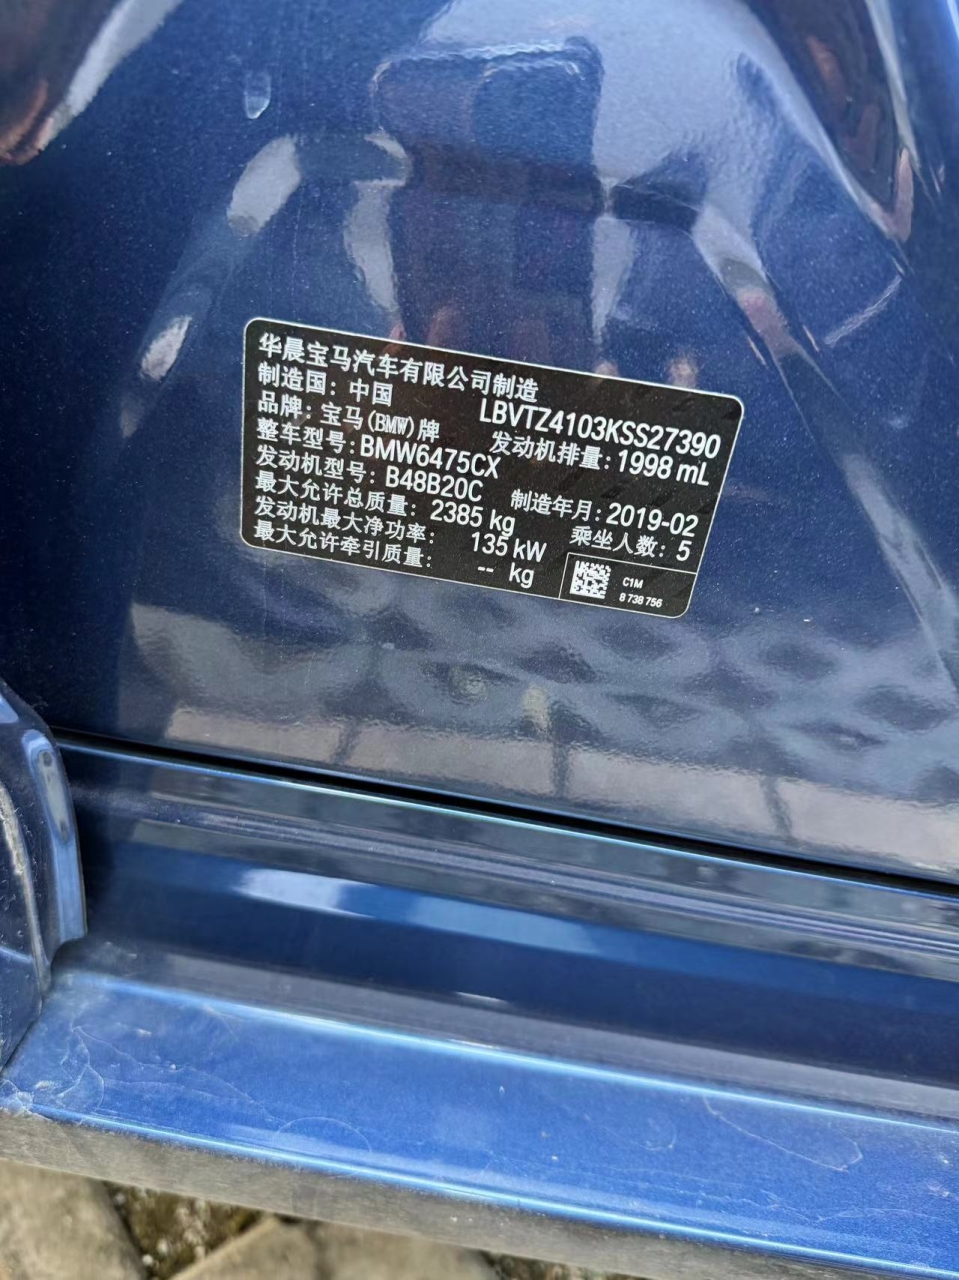 华晨宝马汽车有限公司制造
制造国：中国 LBVTZ4103KSS27390
品牌：宝马(BMW)牌 发动机排量：1998 mL
整车型号：BMW6475CX
发动机型号：B48B20C 制造年月：2019-02
最大允许总质量：2385 kg 乘坐人数：5
发动机最大净功率：135 kW
最大允许牵引质量：-- kg
C1M
8 738 756